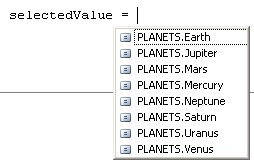 selectedValue =
PLANETS.Earth
PLANETS.Jupiter
PLANETS.Mars
PLANETS.Mercury
PLANETS.Neptune
PLANETS.Saturn
PLANETS.Uranus
PLANETS.Venus